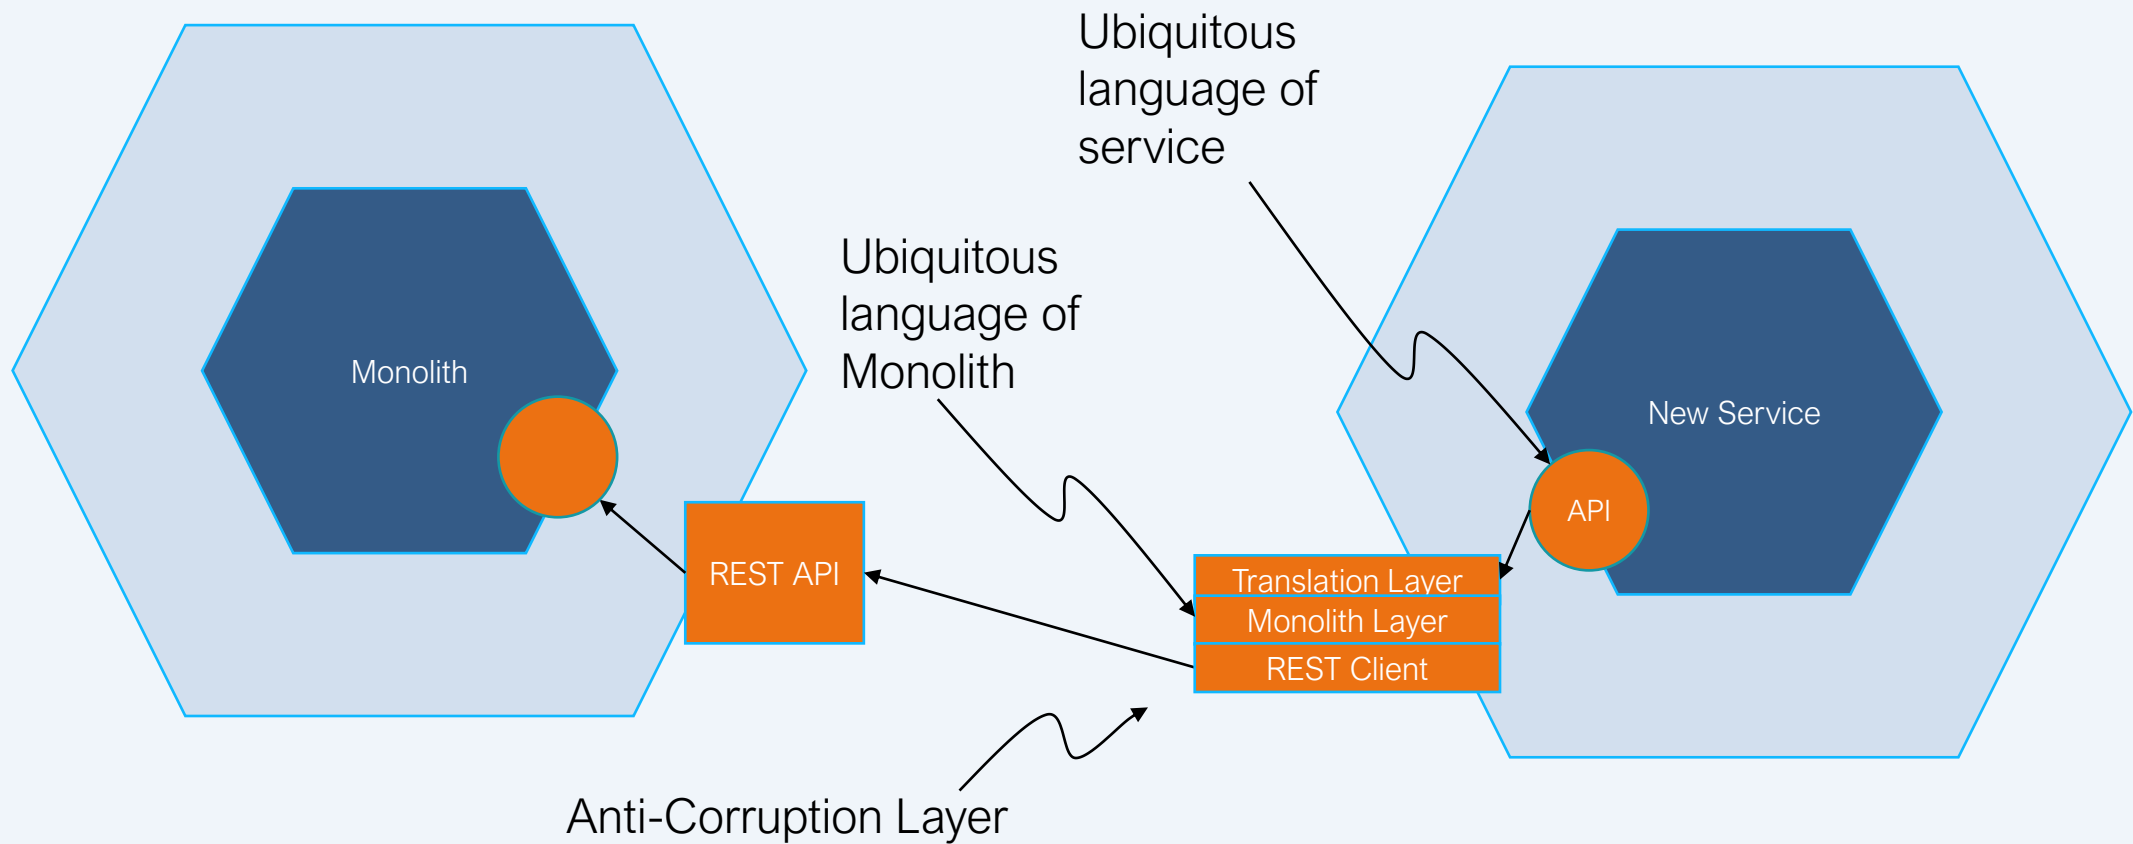 Ubiquitous
language of
service
Ubiquitous
language of
Monolith
Monolith
New Service
API
REST API
Translation Layer
Monolith Layer
REST Client
Anti-Corruption Layer